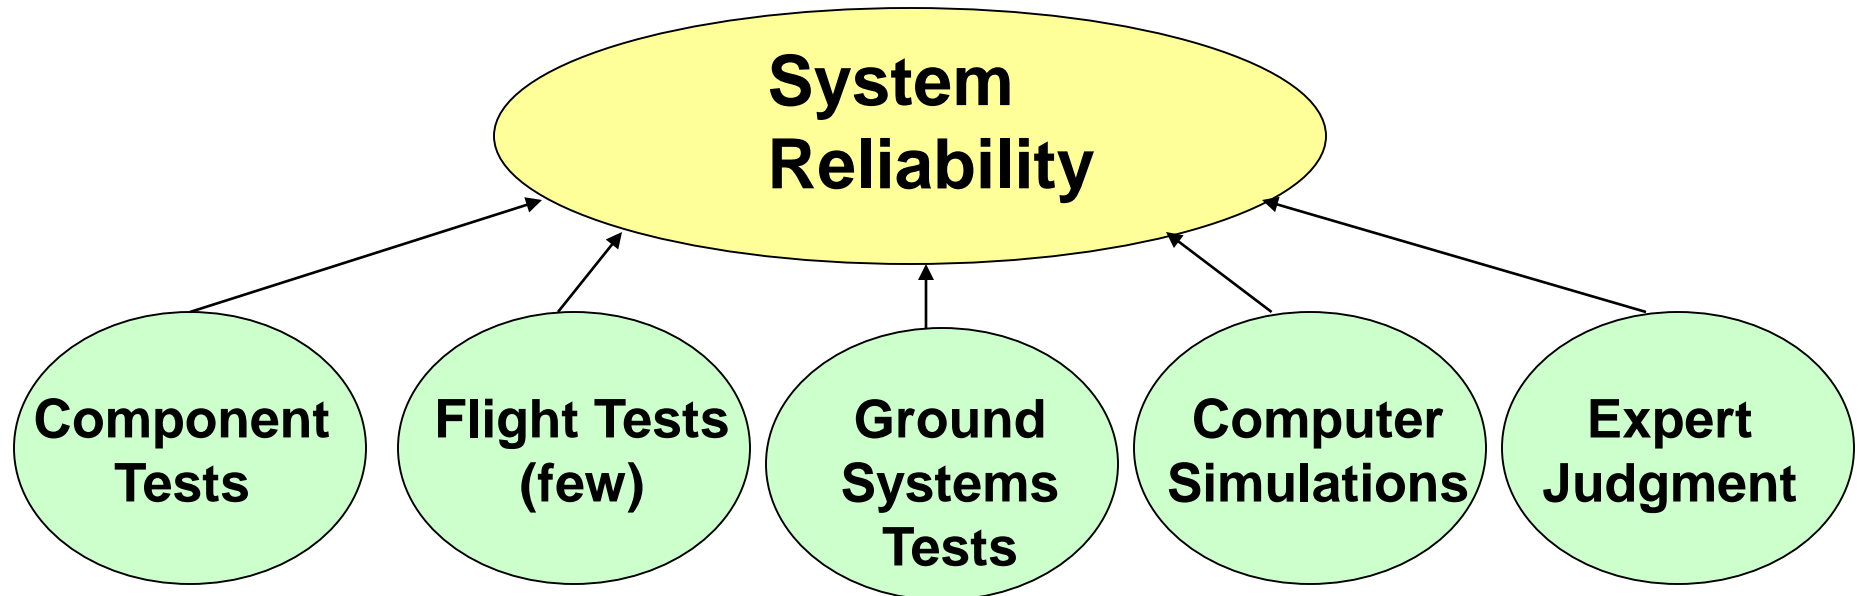 System
Reliability
Component
Tests
Flight Tests
(few)
Ground
Systems
Tests
Computer
Simulations
Expert
Judgment